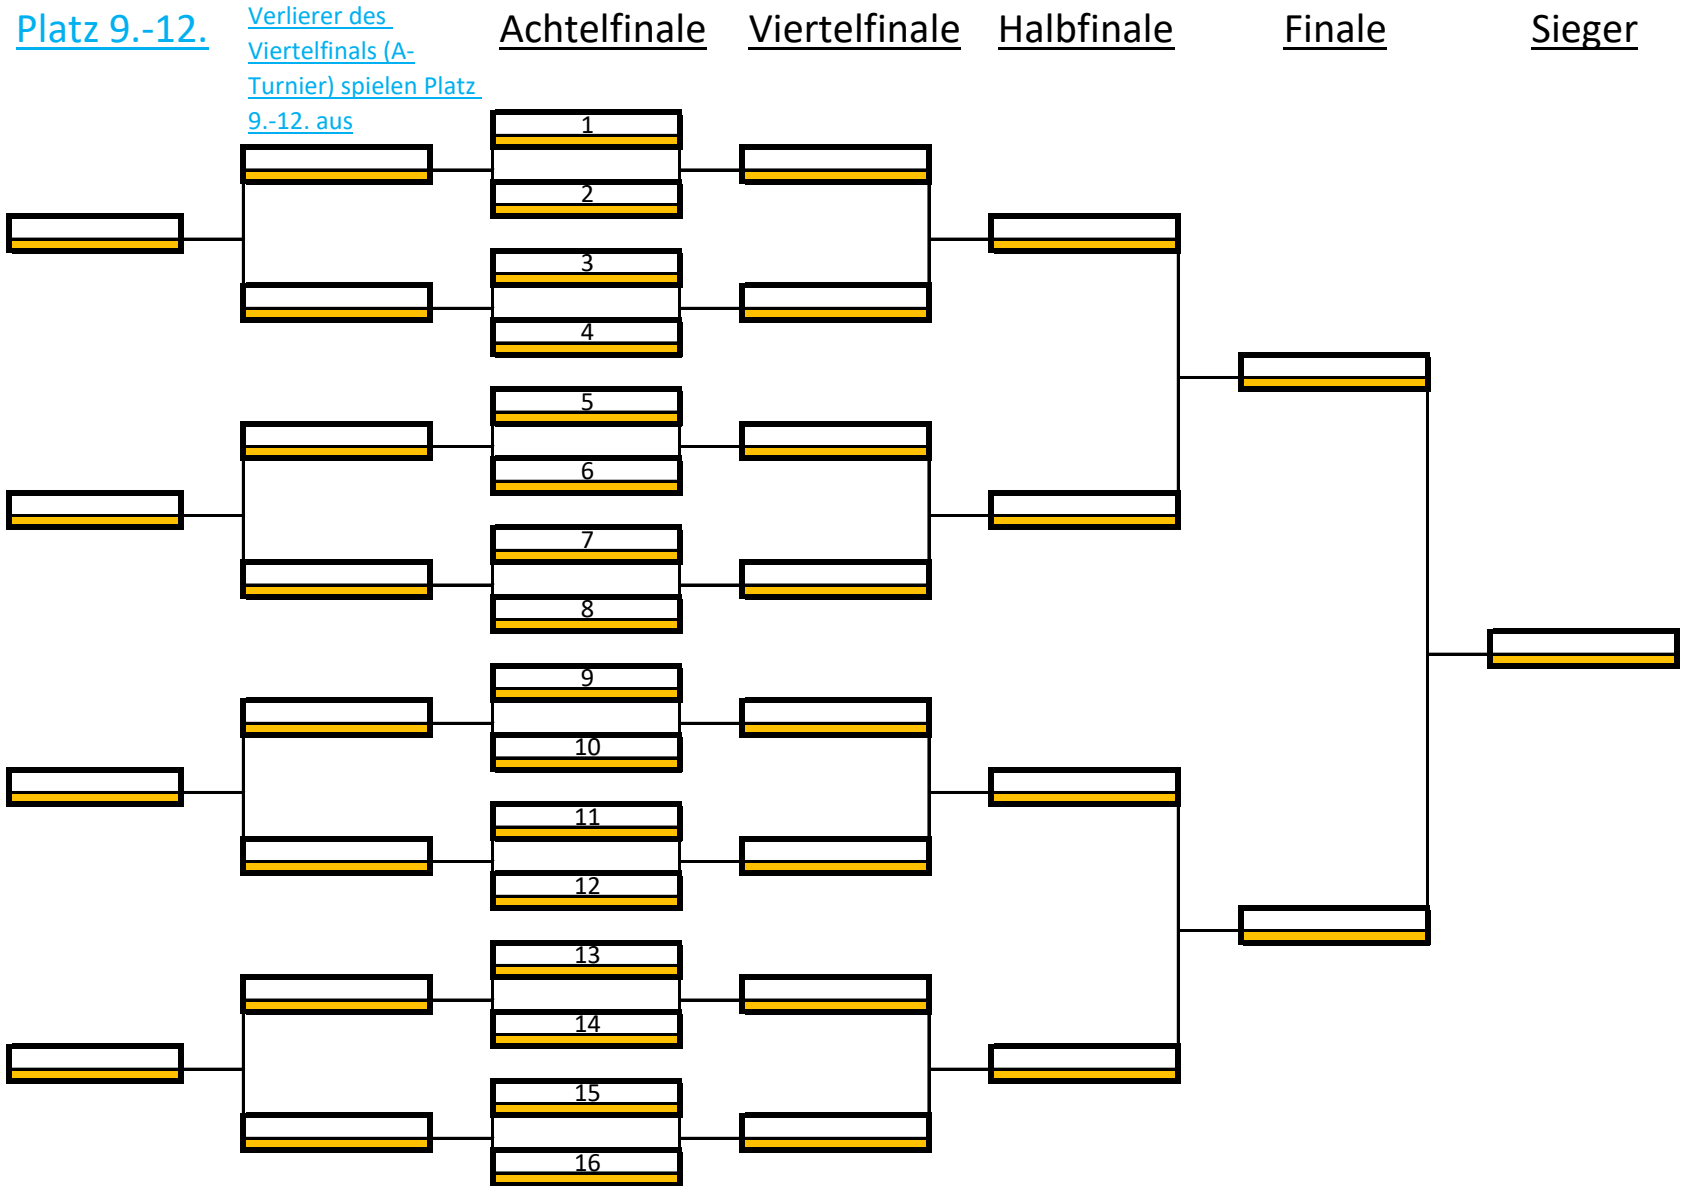 Platz 9.-12.
Verlierer des
Viertelfinals (A-
Turnier) spielen Platz
9.-12. aus
Achtelfinale
Viertelfinale
Halbfinale
Finale
Sieger
1
2
3
4
5
6
7
8
9
10
11
12
13
14
15
16